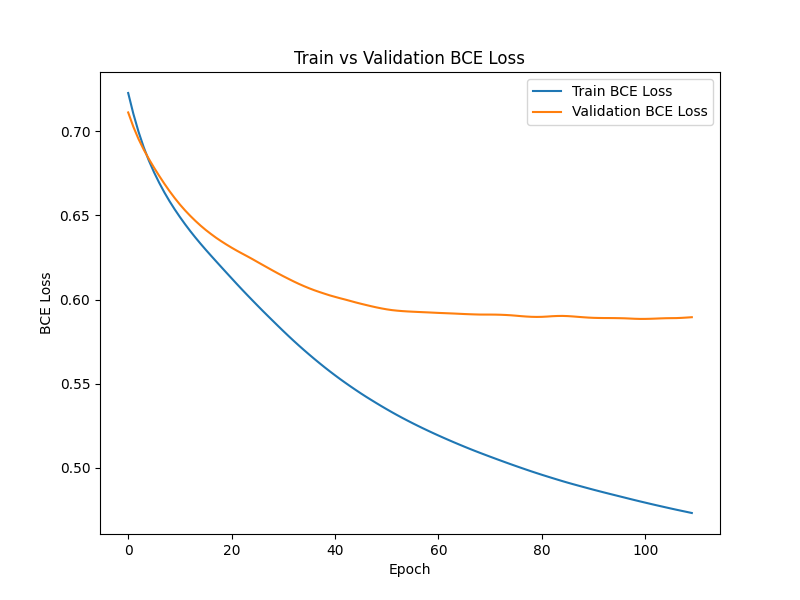 Train vs Validation BCE Loss
Train BCE Loss
Validation BCE Loss
0.70
0.65
0.60
0.55
0.50
BCE Loss
0 20 40 60 80 100
Epoch